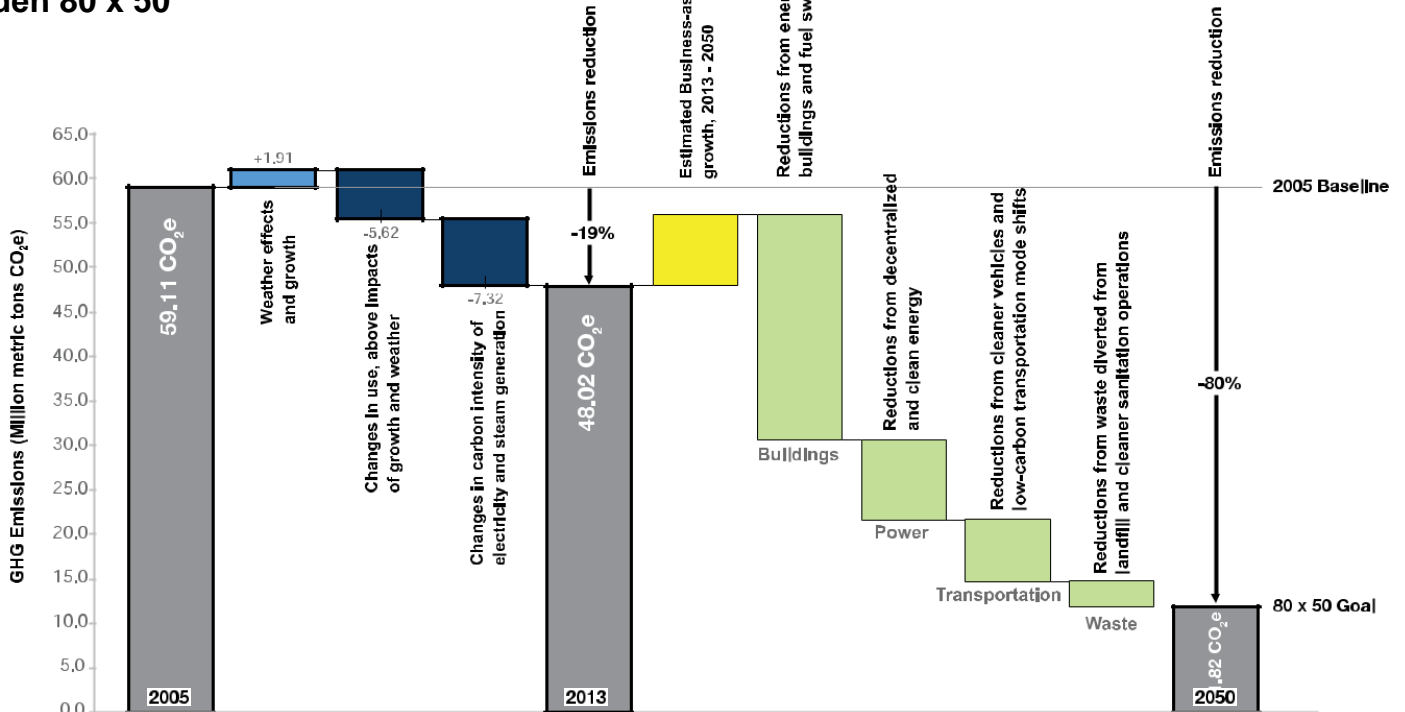 80 x 50
Emissions reduction
Estimated Business-as
growth, 2013 - 2050
Reductions from
buildings and fuel
Emissions reduction
65.0
60.0
55.0
50.0
45.0
40.0
35.0
30.0
25.0
20.0
15.0
10.0
5.0
0.0
GHG Emissions (Million metric tons CO₂e)
59.11 CO₂e
2005
+1.91
Weather effects
and growth
-5.62
Changes in use, above impacts
of growth and weather
-7.32
Changes in carbon intensity of
electricity and steam generation
-19%
48.02 CO₂e
2013
Buildings
Reductions from decentralized
and clean energy
Power
Reductions from cleaner vehicles and
low-carbon transportation mode shifts
Transportation
Reductions from waste diverted from
landfill and cleaner sanitation operations
Waste
-80%
.82 CO₂e
2050
2005 Baseline
80 x 50 Goal